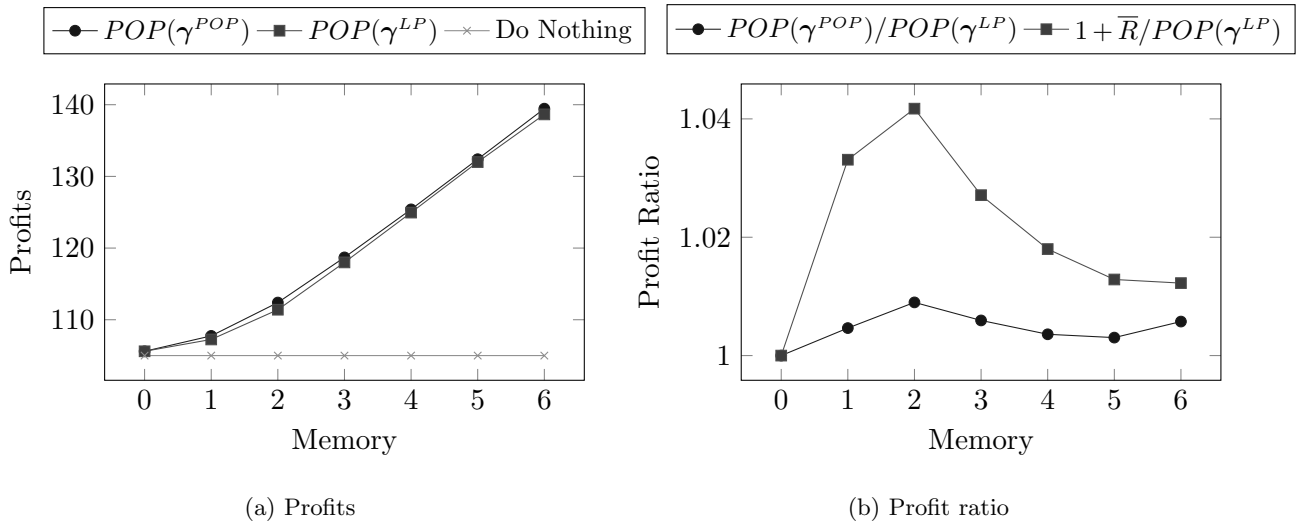 POP(γ^POP) POP(γ^LP) Do Nothing
140
130
120
110
Profits
0 1 2 3 4 5 6
Memory
(a) Profits
POP(γ^POP)/POP(γ^LP) 1 + R̅/POP(γ^LP)
1.04
1.02
1
Profit Ratio
0 1 2 3 4 5 6
Memory
(b) Profit ratio